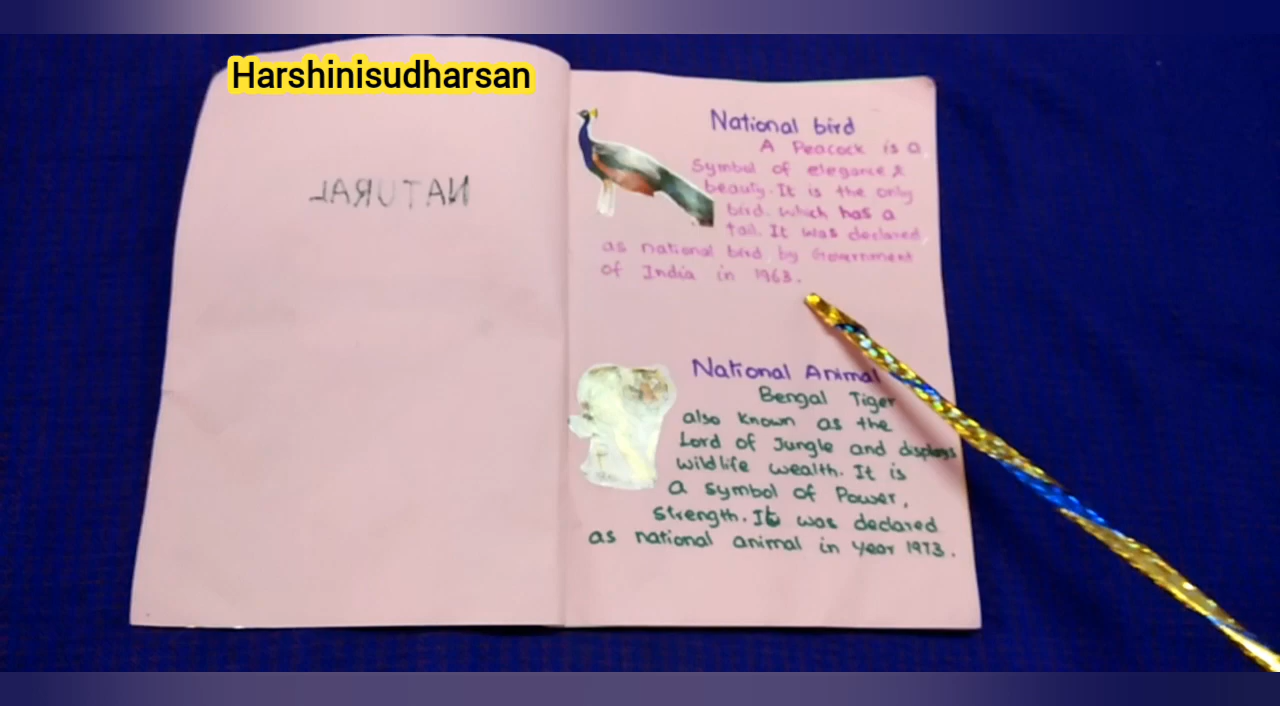 Harshinisudharsan
NATURAL
National bird
A Peacock is a
Symbol of elegance &
beauty. It is the only
bird. which has a
tail. It was declared
as national bird by Government
of India in 1963.
National Animal
Bengal Tiger
also known as the
Lord of Jungle and displays
wildlife wealth. It is
a symbol of Power,
Strength. It was declared
as national animal in year 1973.